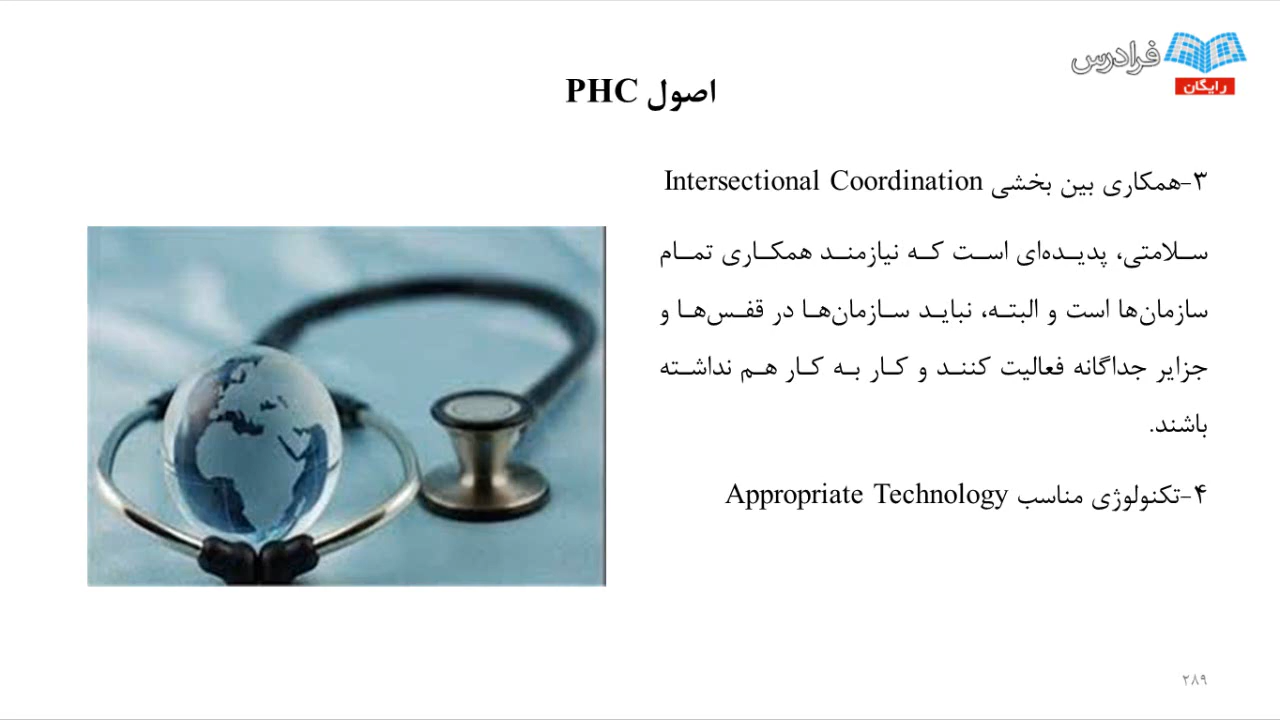 فرادرس
رایگان
اصول PHC
۳-همکاری بین بخشی Intersectional Coordination
سلامتی، پدیده‌ای است که نیازمند همکاری تمام
سازمان‌ها است و البته، نباید سازمان‌ها در قفس‌ها و
جزایر جداگانه فعالیت کنند و کار به کار هم نداشته
باشند.
۴-تکنولوژی مناسب Appropriate Technology
۲۸۹